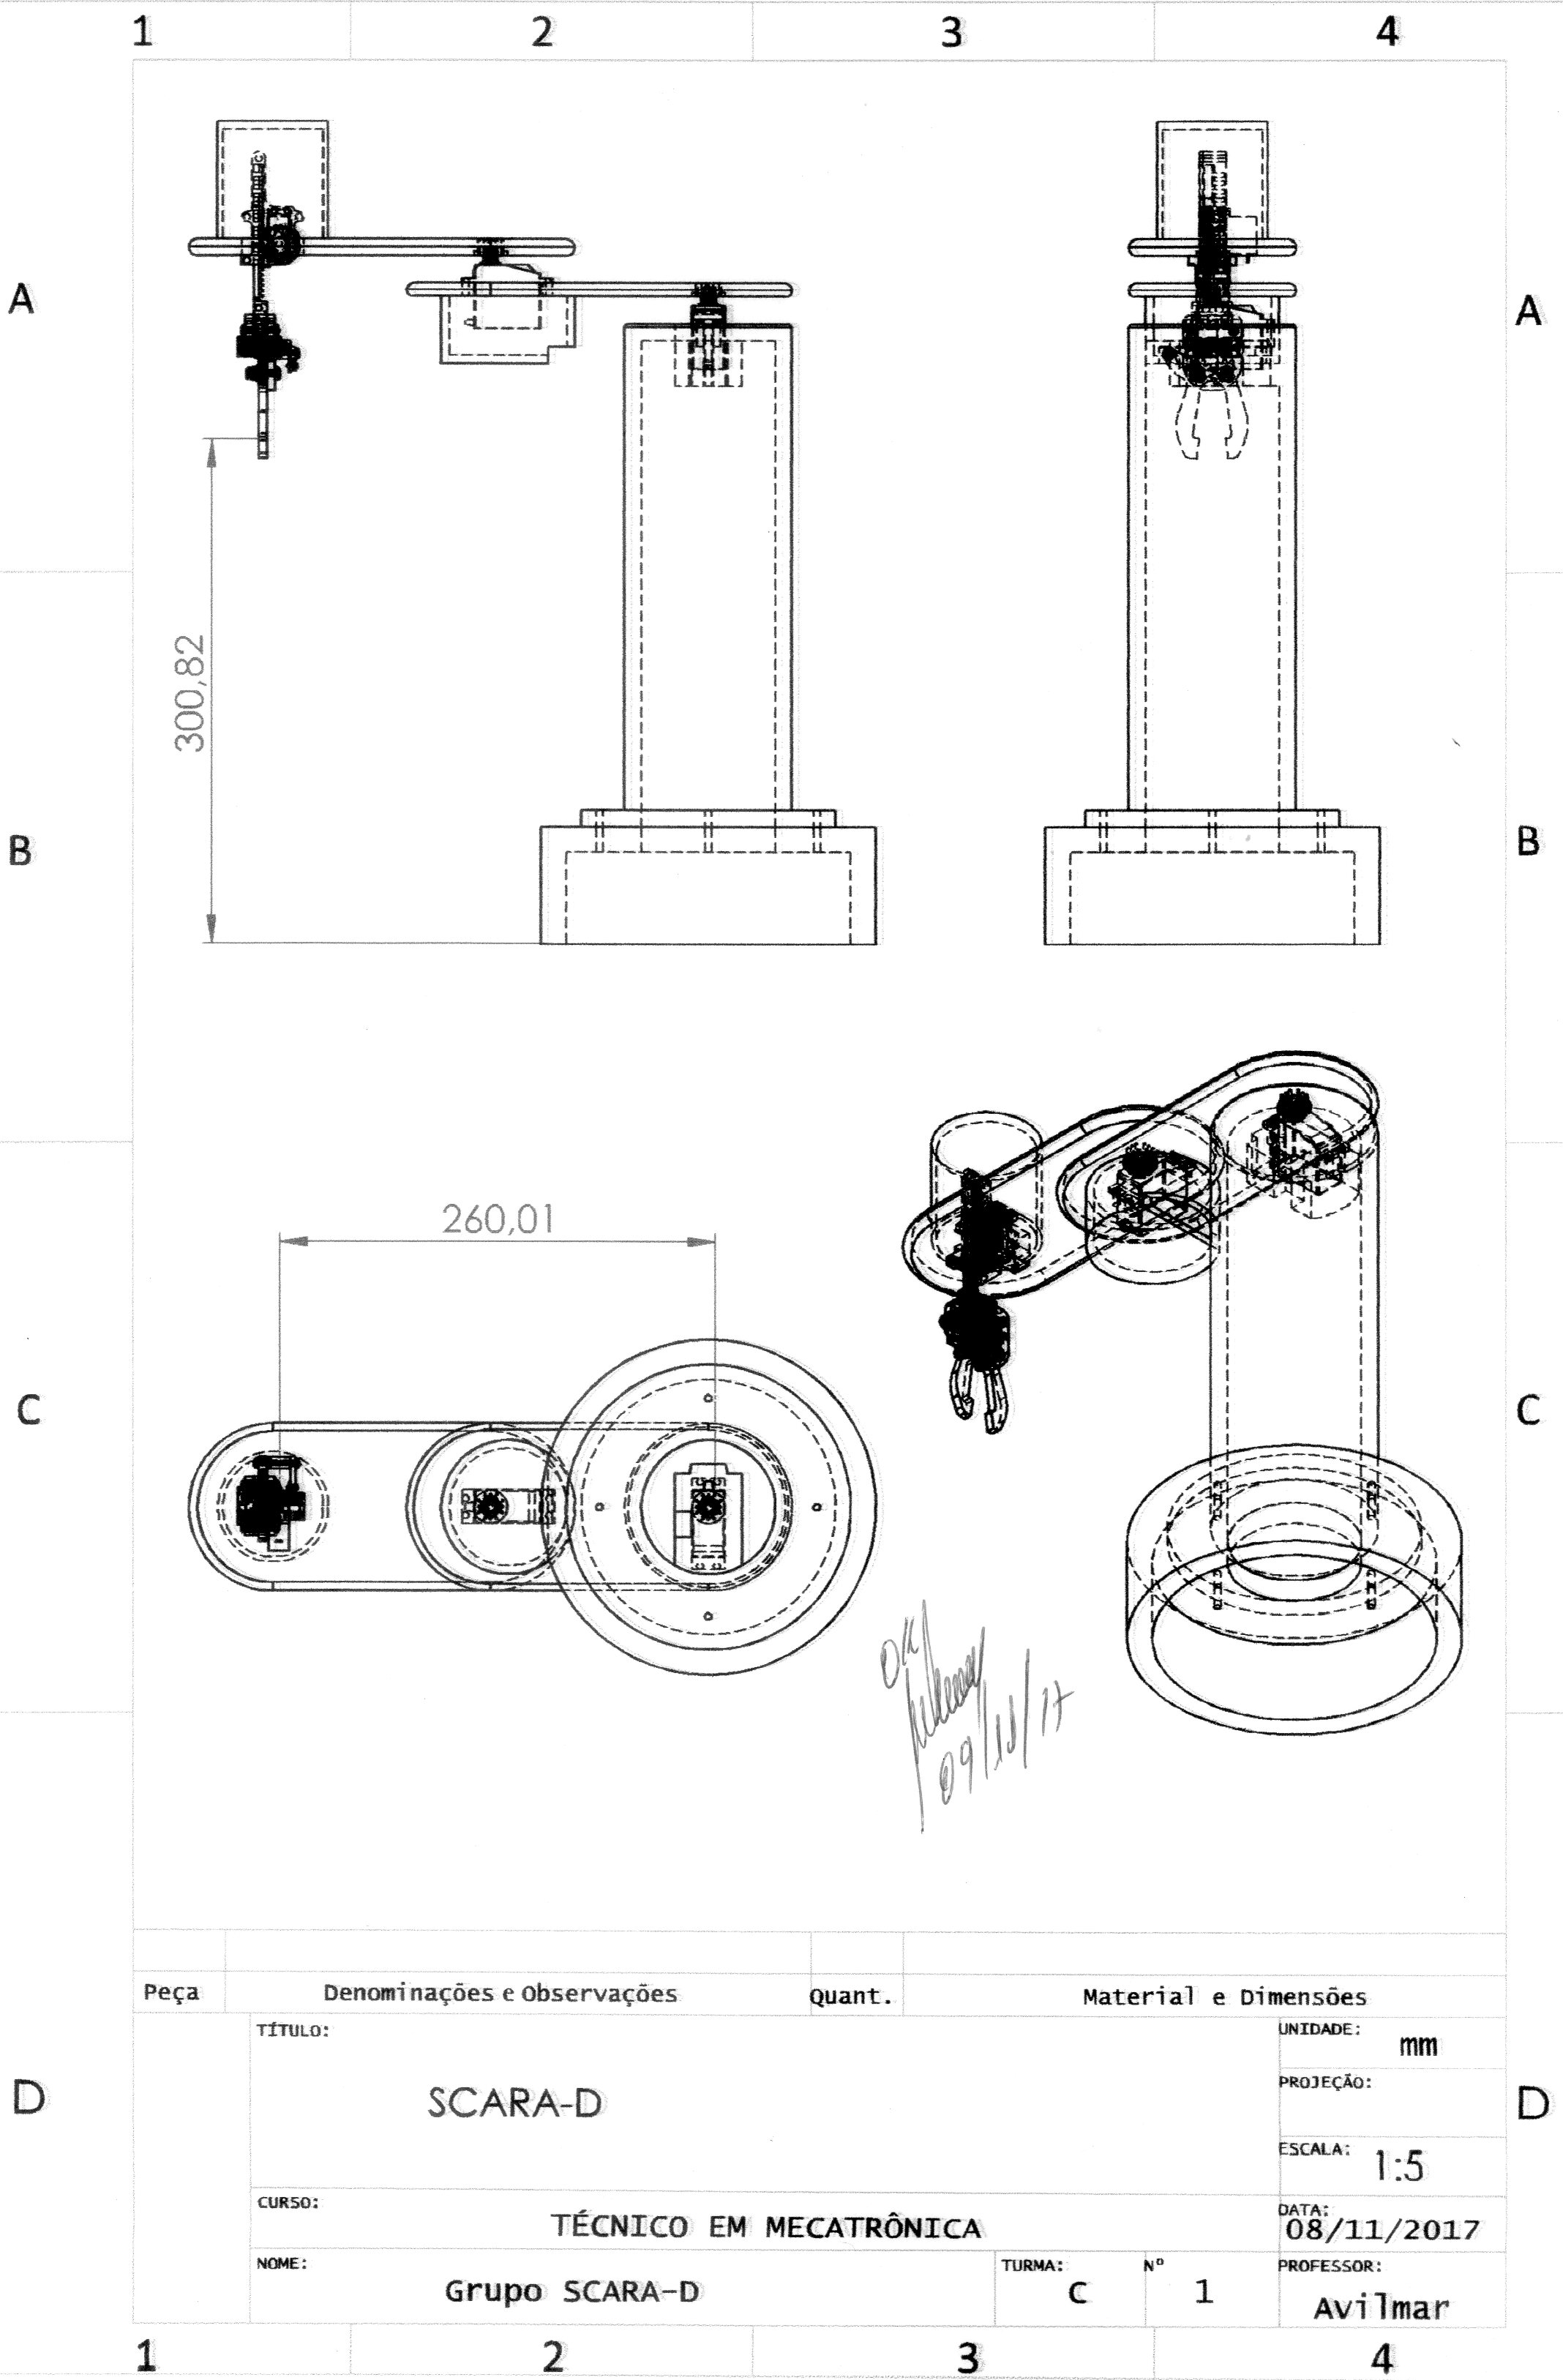 1 2 3 4
A A
300,82
B B
260,01
C C
OK
09/11/17
Peça Denominações e Observações Quant. Material e Dimensões
TÍTULO:
SCARA-D
UNIDADE: mm
PROJEÇÃO:
ESCALA: 1:5
D D
CURSO:
TÉCNICO EM MECATRÔNICA
DATA:
08/11/2017
NOME:
Grupo SCARA-D
TURMA:
C
Nº
1
PROFESSOR:
Avilmar
1 2 3 4